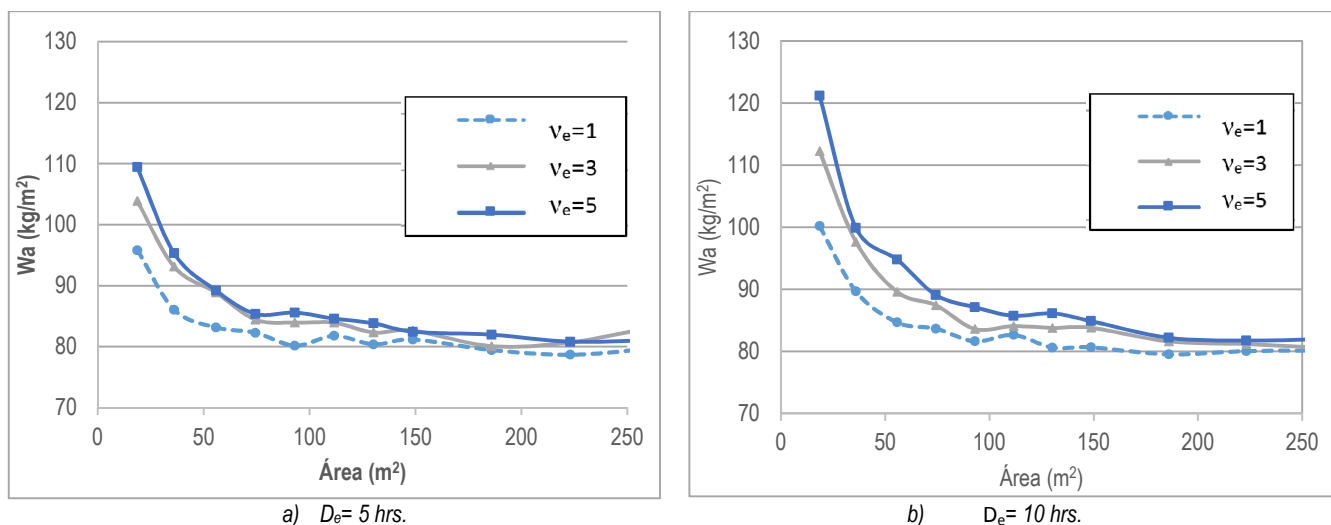 130
120
110
100
90
80
70
Wa (kg/m²)
0 50 100 150 200 250
Área (m²)
νe=1
νe=3
νe=5
a) De= 5 hrs.
130
120
110
100
90
80
70
Wa (kg/m²)
0 50 100 150 200 250
Área (m²)
νe=1
νe=3
νe=5
b) De= 10 hrs.